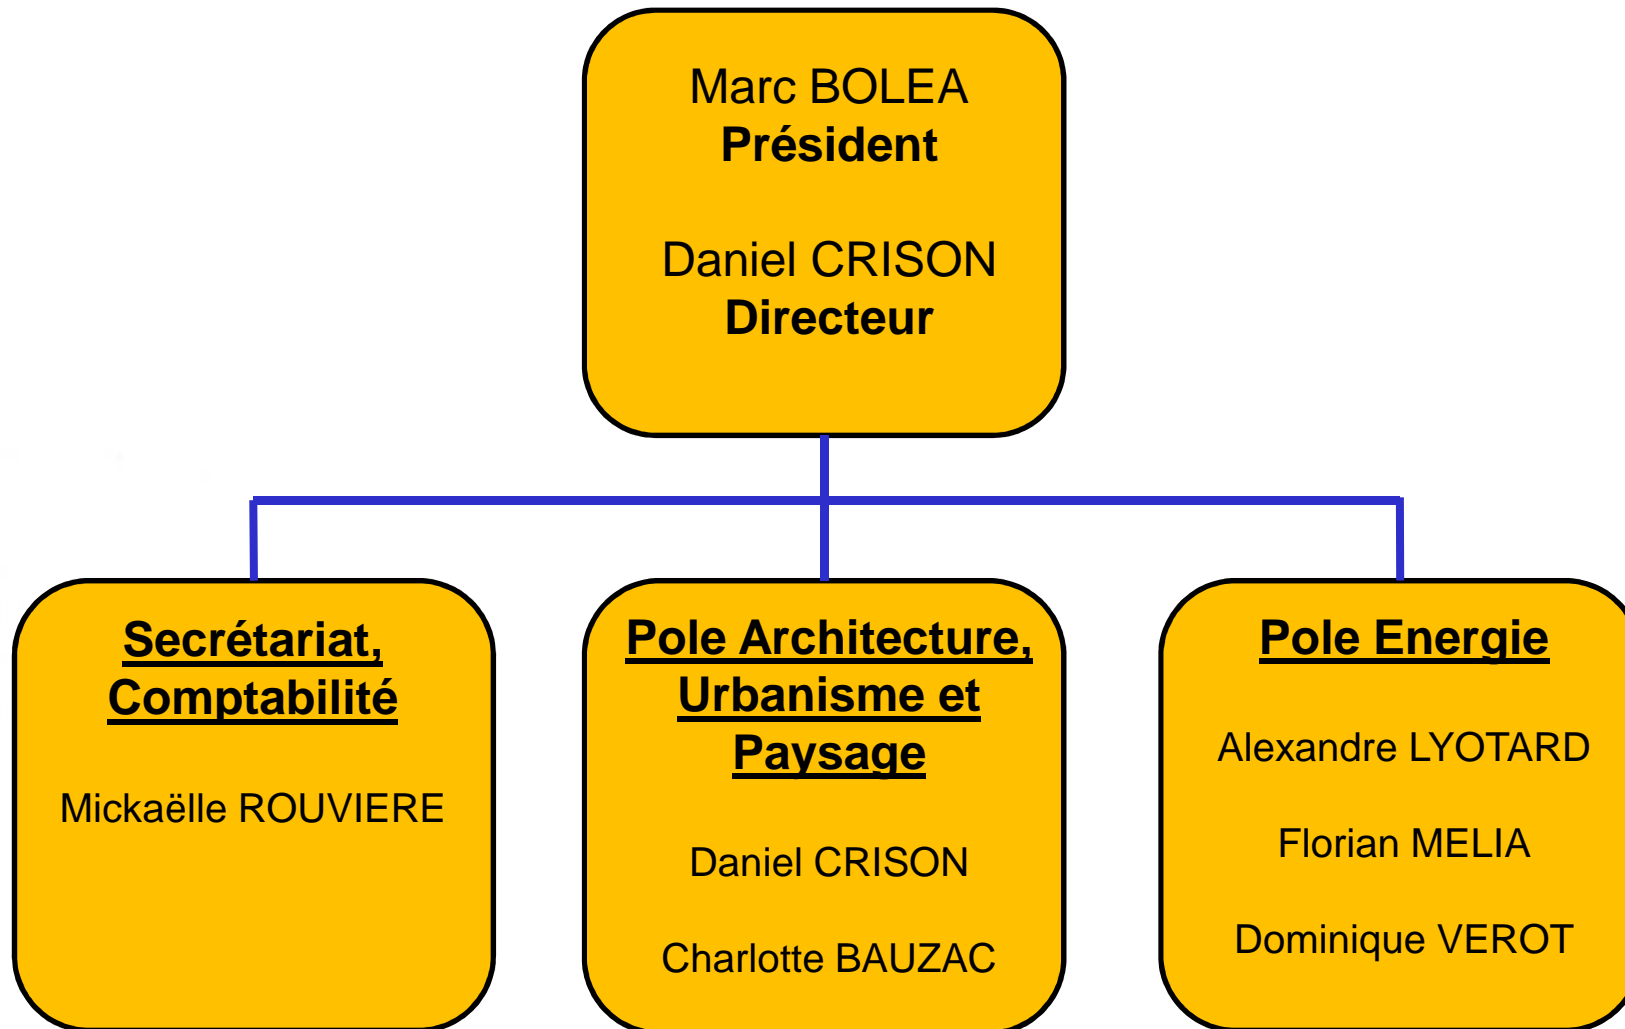 Marc BOLEA
Président
Daniel CRISON
Directeur
Secrétariat,
Comptabilité
Mickaëlle ROUVIERE
Pole Architecture,
Urbanisme et
Paysage
Daniel CRISON
Charlotte BAUZAC
Pole Energie
Alexandre LYOTARD
Florian MELIA
Dominique VEROT